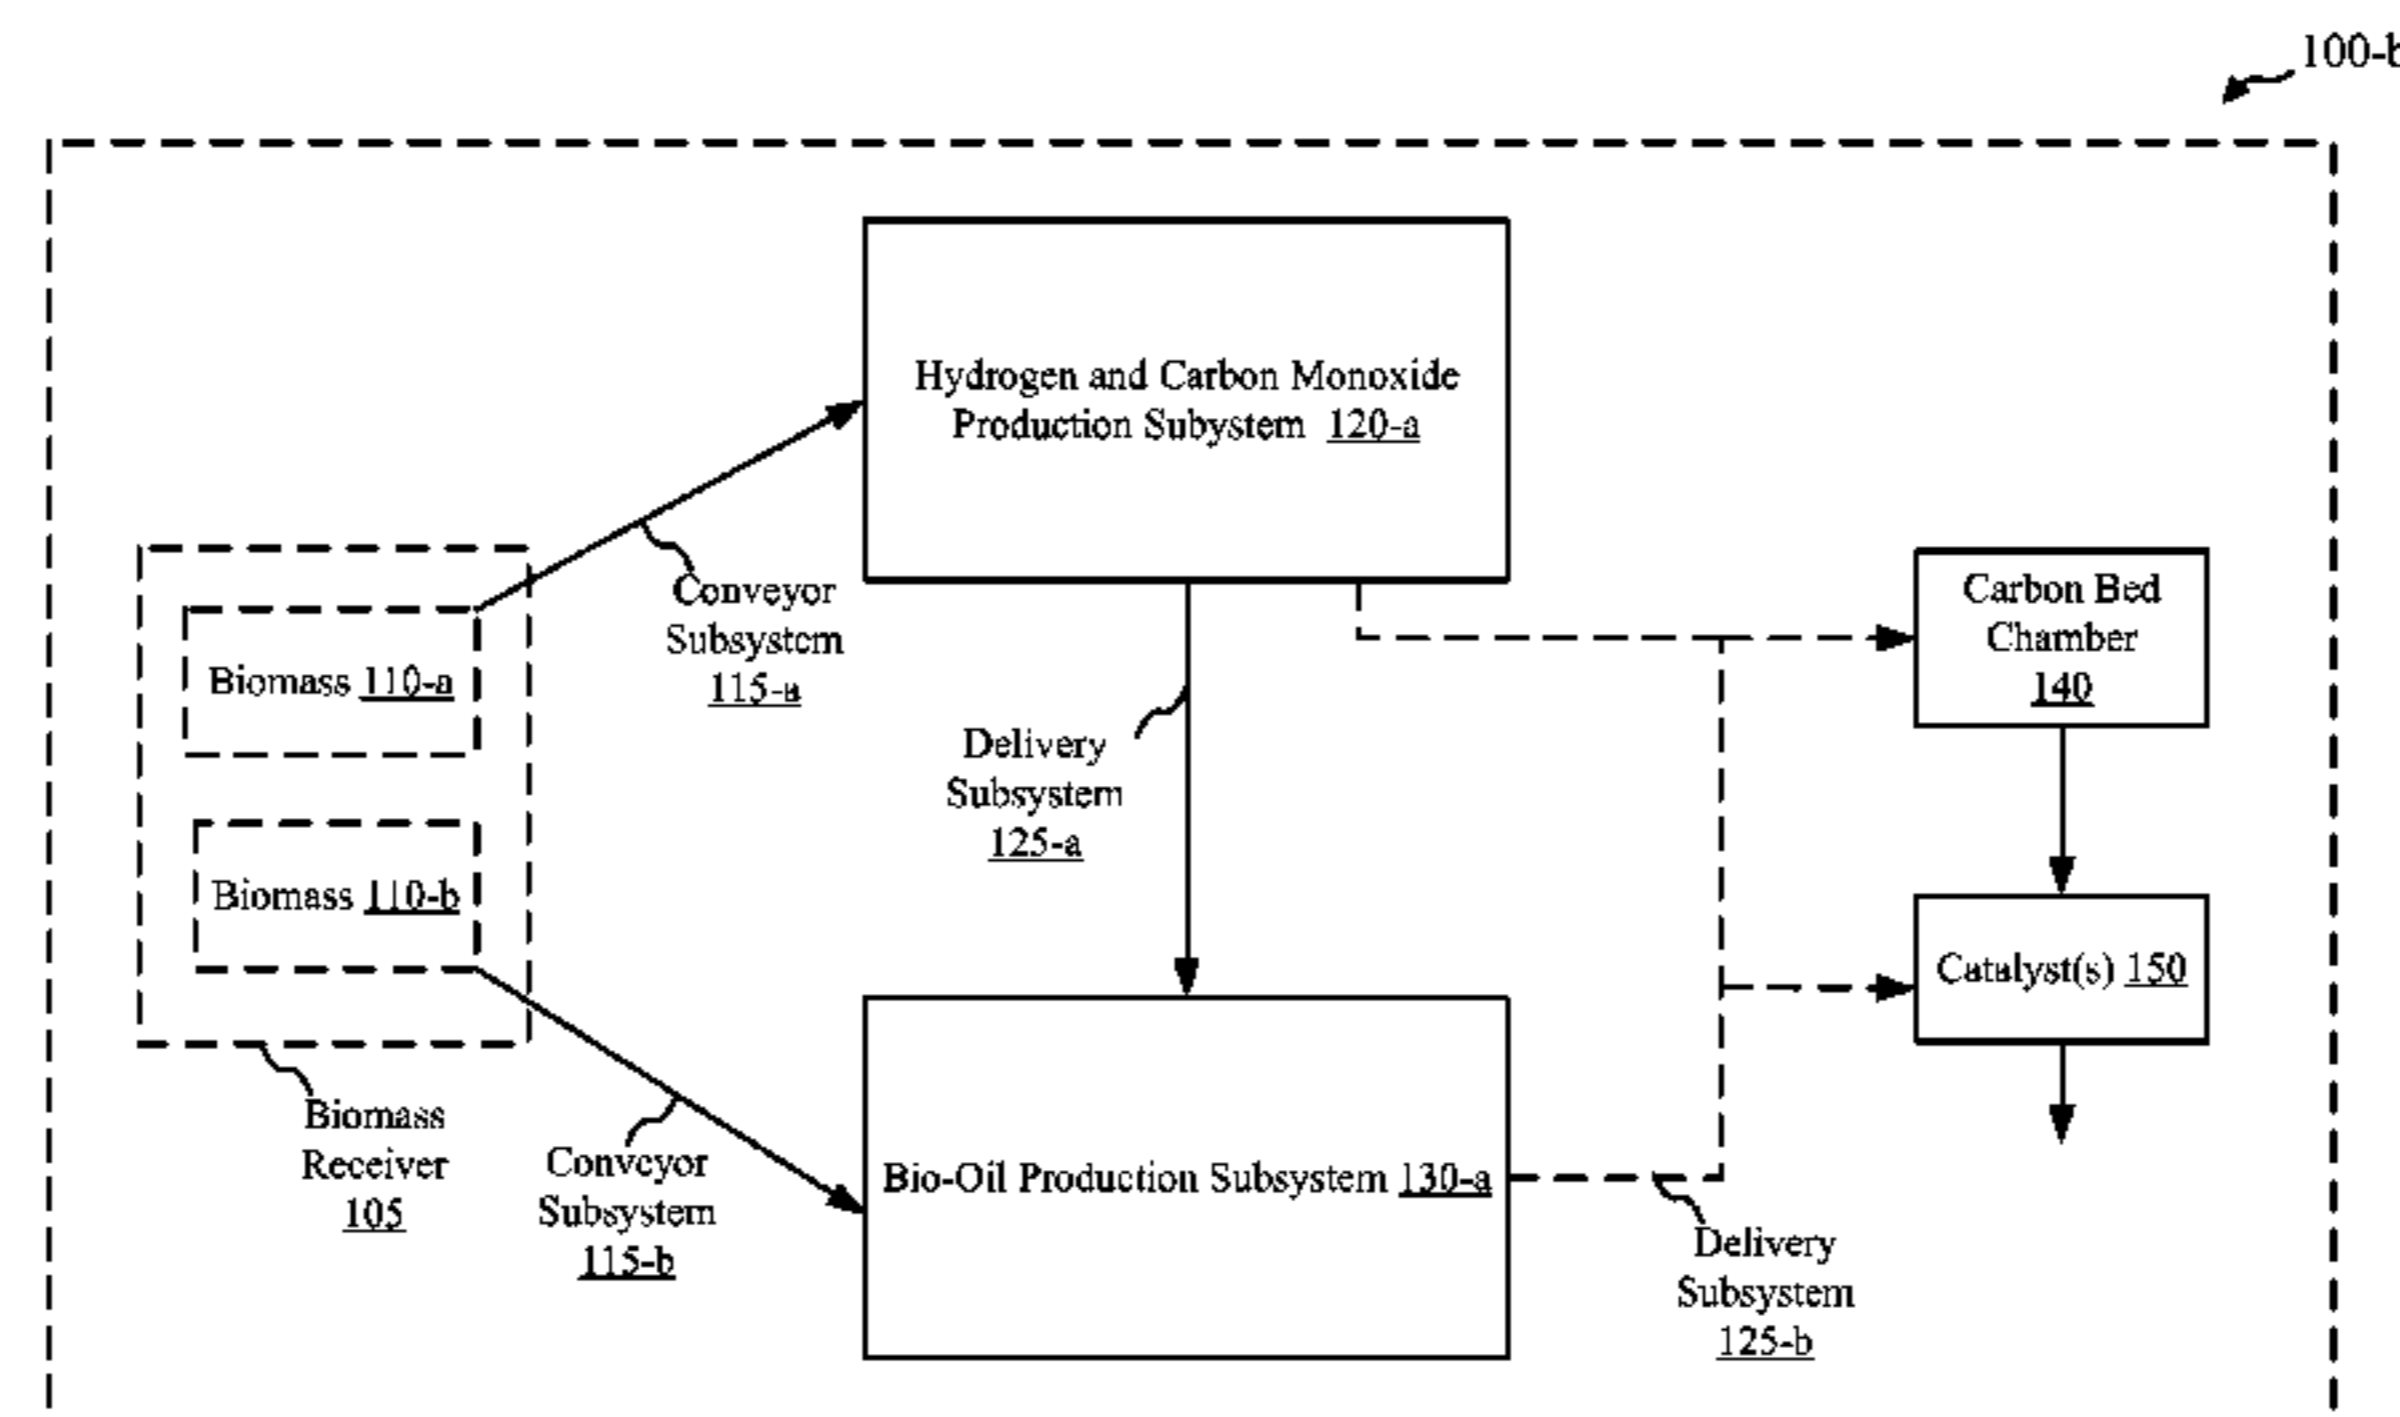 100-b
Hydrogen and Carbon Monoxide
Production Subystem 120-a
Conveyor
Subsystem
115-a
Carbon Bed
Chamber
140
Biomass 110-a
Delivery
Subsystem
125-a
Biomass 110-b
Catalyst(s) 150
Biomass
Receiver
105
Conveyor
Subsystem
115-b
Bio-Oil Production Subsystem 130-a
Delivery
Subsystem
125-b